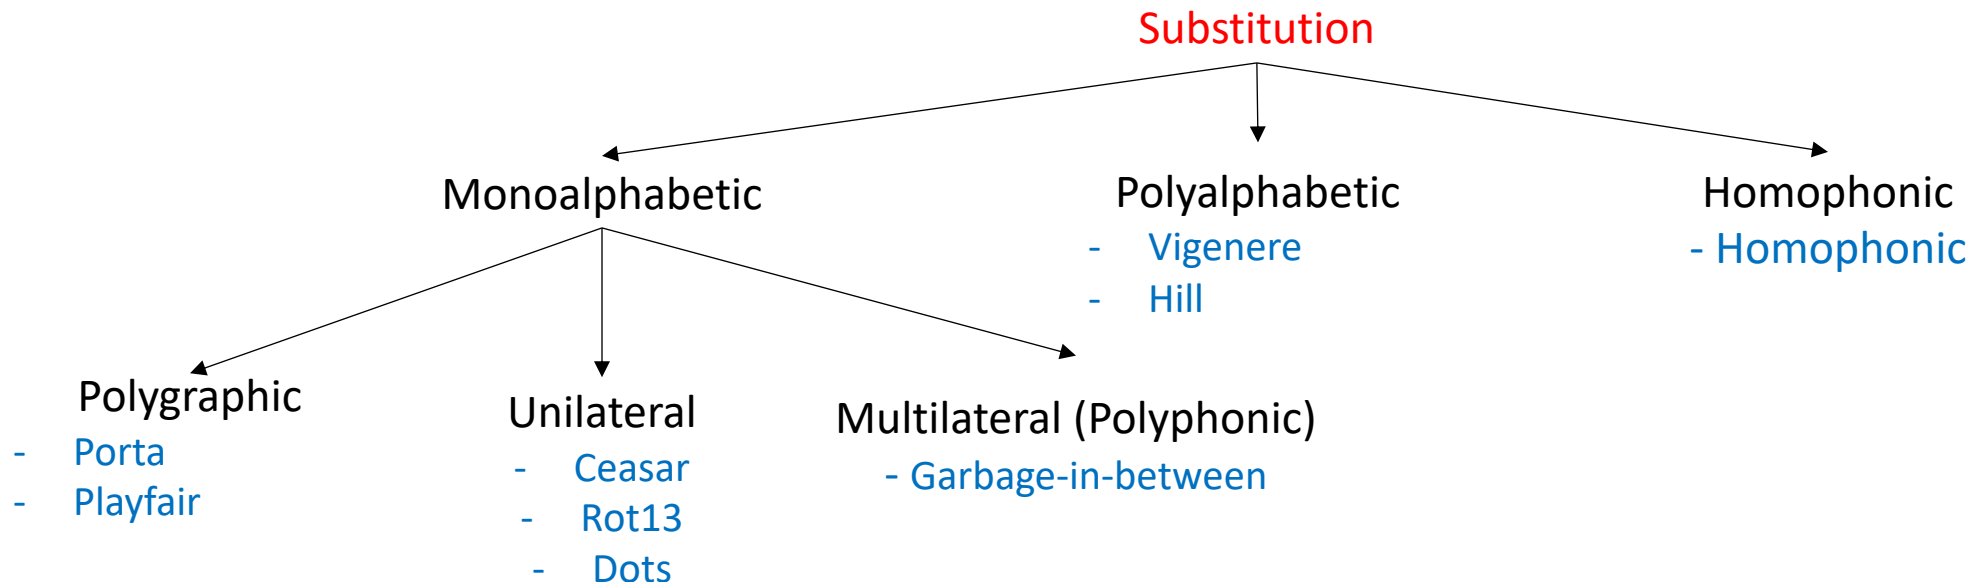 Substitution
Monoalphabetic
Polyalphabetic
- Vigenere
- Hill
Homophonic
- Homophonic
Polygraphic
- Porta
- Playfair
Unilateral
- Ceasar
- Rot13
- Dots
Multilateral (Polyphonic)
- Garbage-in-between